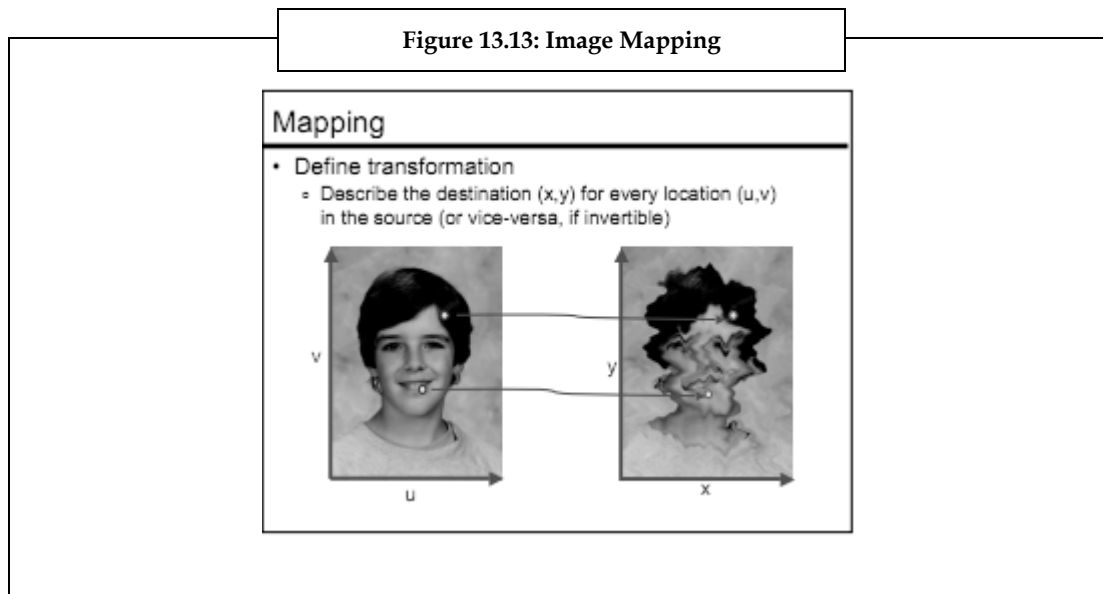 Figure 13.13: Image Mapping
Mapping
• Define transformation
∘ Describe the destination (x,y) for every location (u,v)
in the source (or vice-versa, if invertible)
v
y
u
x